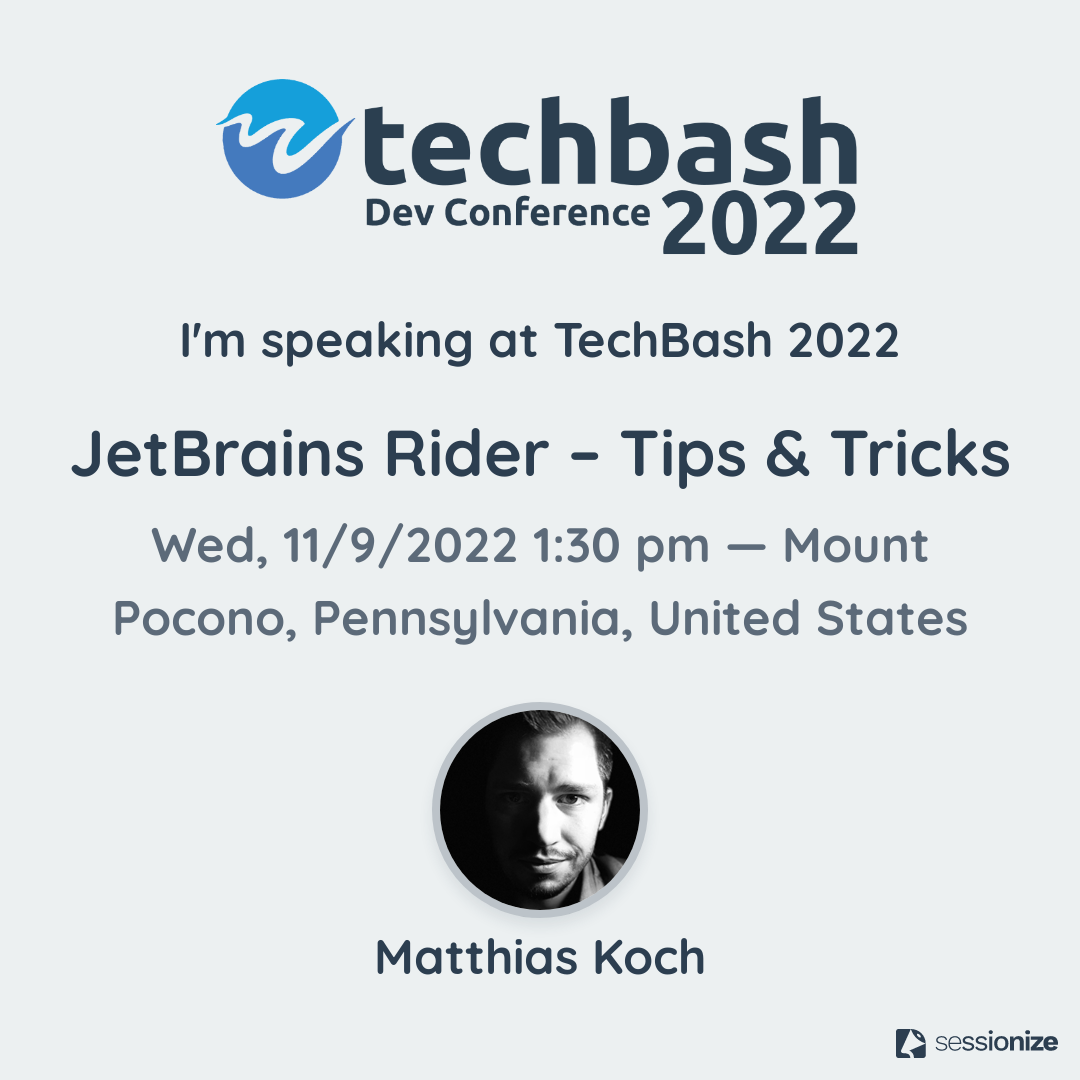 techbash
Dev Conference 2022
I'm speaking at TechBash 2022
JetBrains Rider – Tips & Tricks
Wed, 11/9/2022 1:30 pm — Mount
Pocono, Pennsylvania, United States
Matthias Koch
sessionize